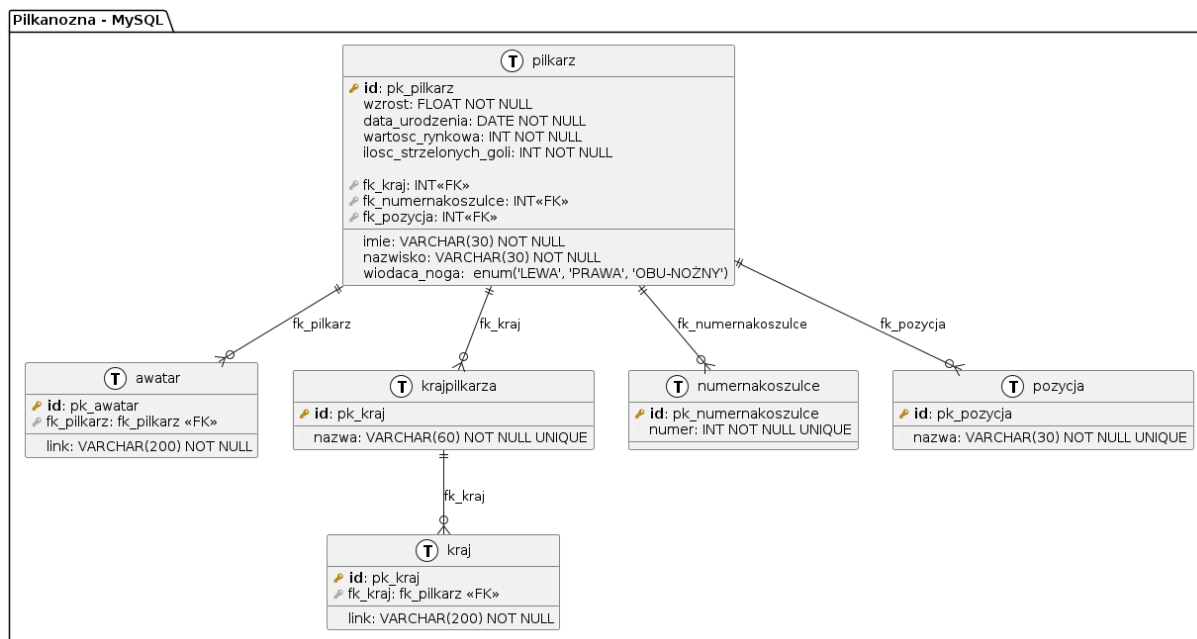 Pilkanozna - MySQL
T pilkarz
id: pk_pilkarz
wzrost: FLOAT NOT NULL
data_urodzenia: DATE NOT NULL
wartosc_rynkowa: INT NOT NULL
ilosc_strzelonych_goli: INT NOT NULL
fk_kraj: INT«FK»
fk_numernakoszulce: INT«FK»
fk_pozycja: INT«FK»
imie: VARCHAR(30) NOT NULL
nazwisko: VARCHAR(30) NOT NULL
wiodaca_noga:  enum('LEWA', 'PRAWA', 'OBU-NOŻNY')
fk_pilkarz
fk_kraj
fk_numernakoszulce
fk_pozycja
T awatar
id: pk_awatar
fk_pilkarz: fk_pilkarz «FK»
link: VARCHAR(200) NOT NULL
T krajpilkarza
id: pk_kraj
nazwa: VARCHAR(60) NOT NULL UNIQUE
T numernakoszulce
id: pk_numernakoszulce
numer: INT NOT NULL UNIQUE
T pozycja
id: pk_pozycja
nazwa: VARCHAR(30) NOT NULL UNIQUE
fk_kraj
T kraj
id: pk_kraj
fk_kraj: fk_pilkarz «FK»
link: VARCHAR(200) NOT NULL